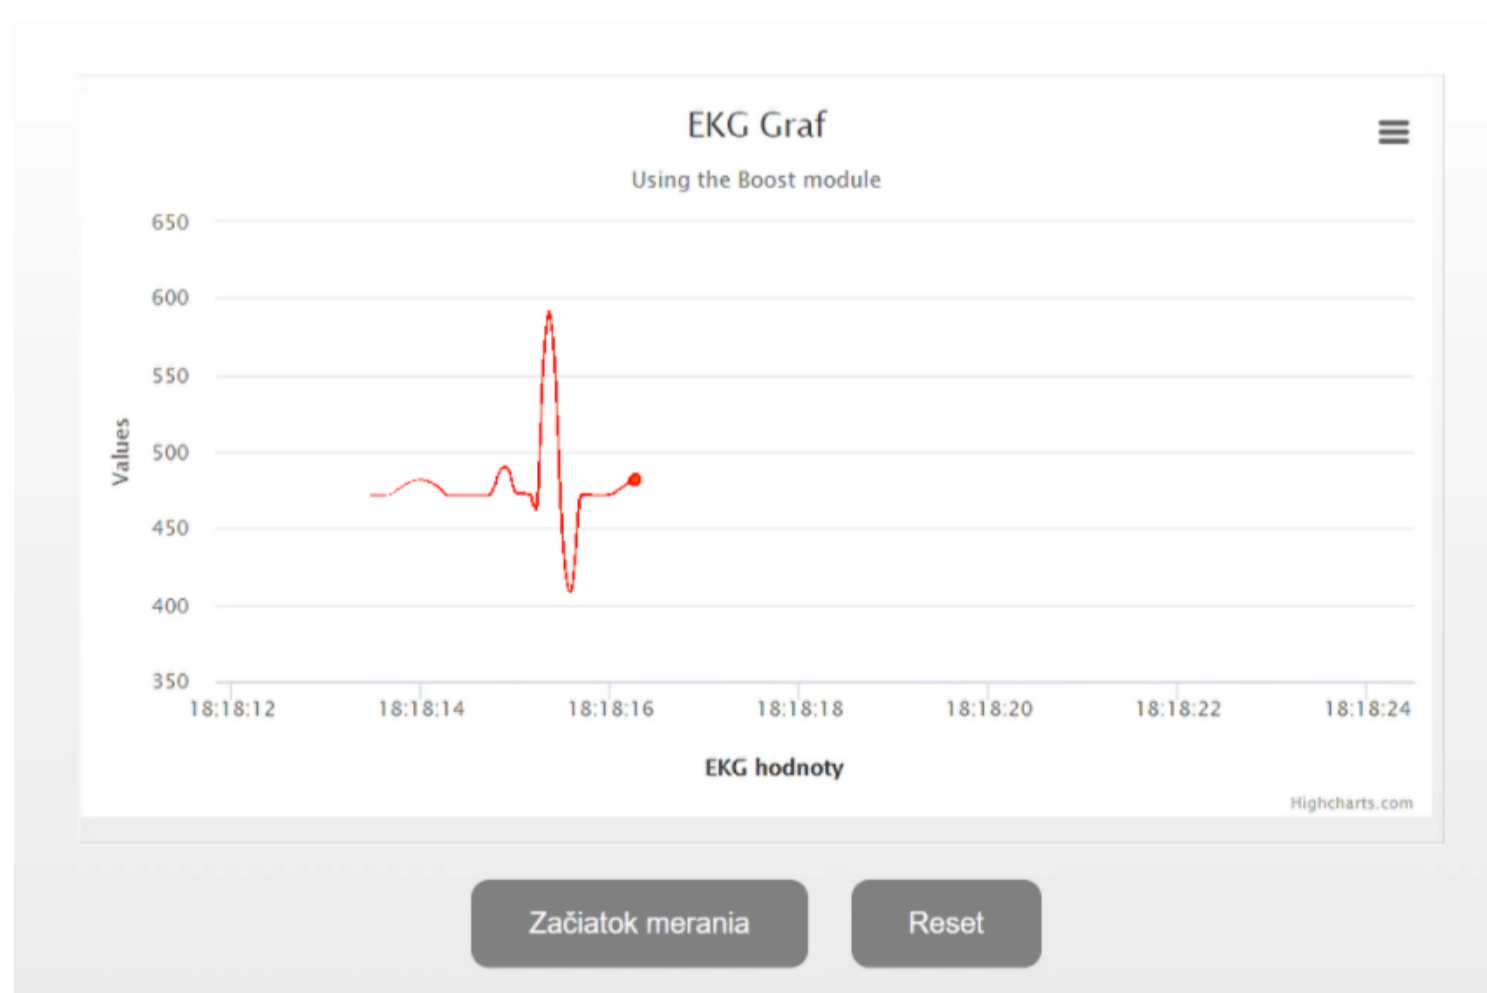 EKG Graf
Using the Boost module
650
600
550
500
450
400
350
Values
18:18:12 18:18:14 18:18:16 18:18:18 18:18:20 18:18:22 18:18:24
EKG hodnoty
Highcharts.com
Začiatok merania Reset